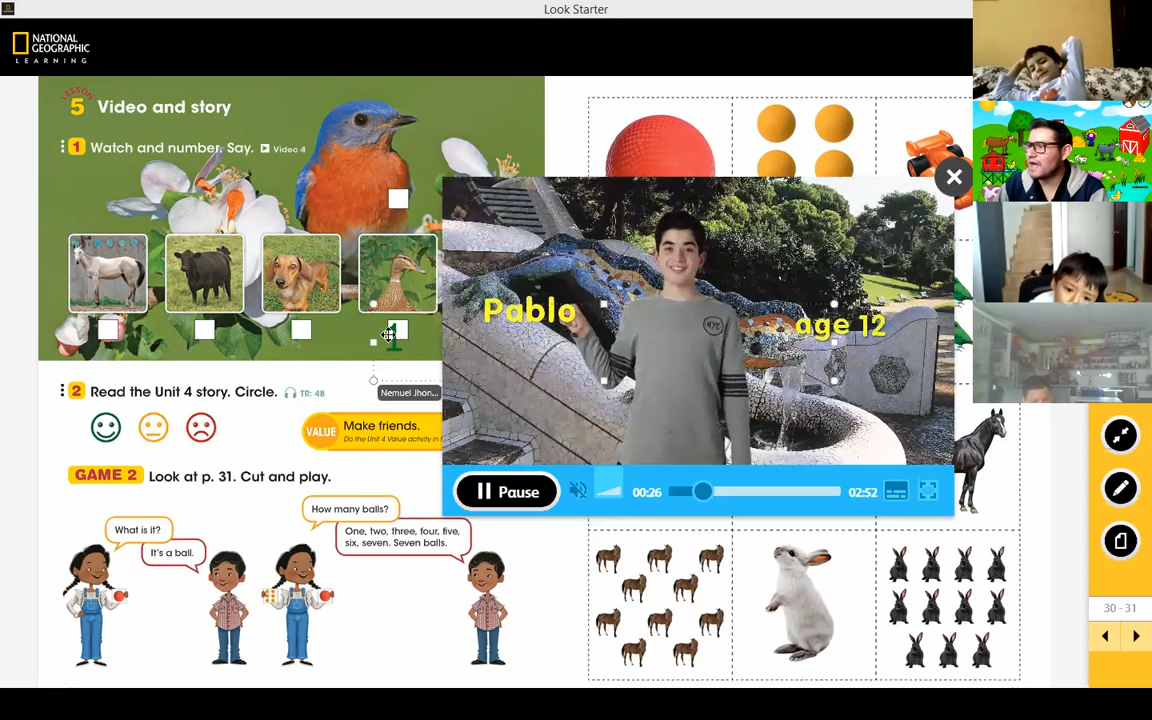 Look Starter
NATIONAL
GEOGRAPHIC
LEARNING
LESSON
5 Video and story
1 Watch and number. Say. Video 4
Pablo
age 12
NYC
1
2 Read the Unit 4 story. Circle. TR: 48
Nemuel Jhon...
VALUE
Make friends.
Do the Unit 4 Value activity in
Pause
00:26
02:52
GAME 2 Look at p. 31. Cut and play.
What is it?
It's a ball.
How many balls?
One, two, three, four, five,
six, seven. Seven balls.
30 - 31